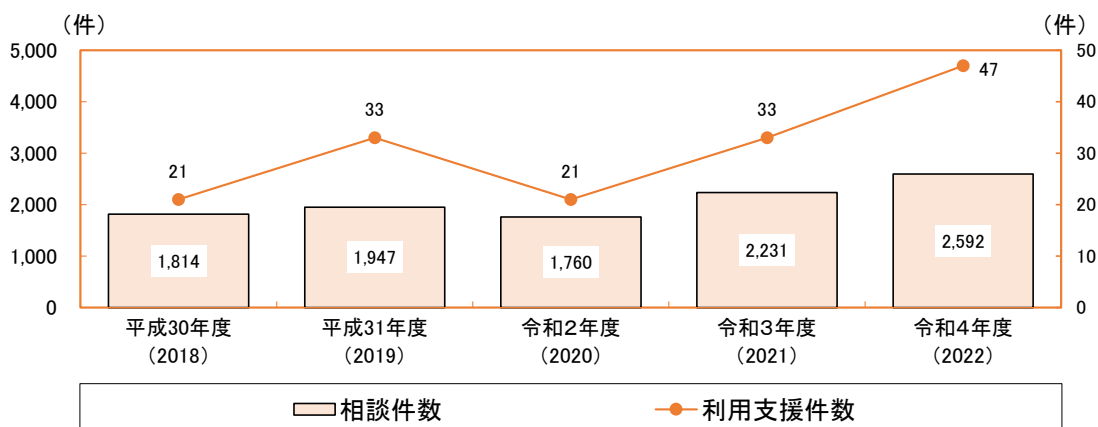 （件） （件）
5,000 50
33 47
4,000 33 40
21 21
3,000 30
2,000 20
1,814 1,947 1,760 2,231 2,592
1,000 10
0 0
平成30年度 平成31年度 令和２年度 令和３年度 令和４年度
（2018） （2019） （2020） （2021） （2022）
相談件数 利用支援件数